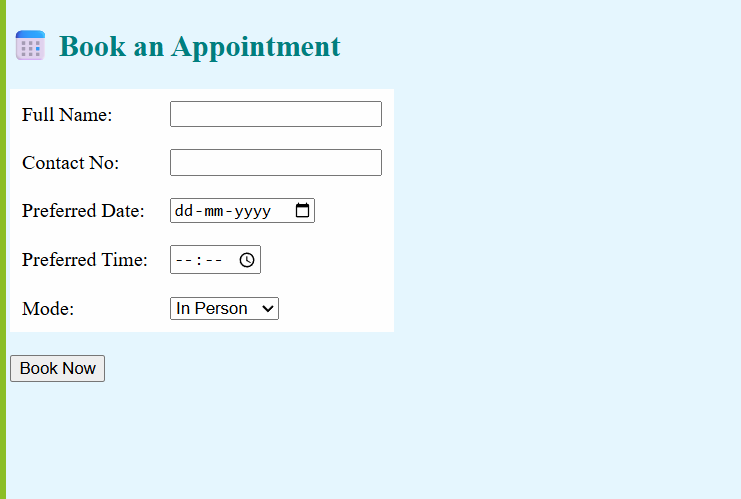 Book an Appointment
Full Name:
Contact No:
Preferred Date: dd-mm-yyyy
Preferred Time: --:--
Mode: In Person
Book Now